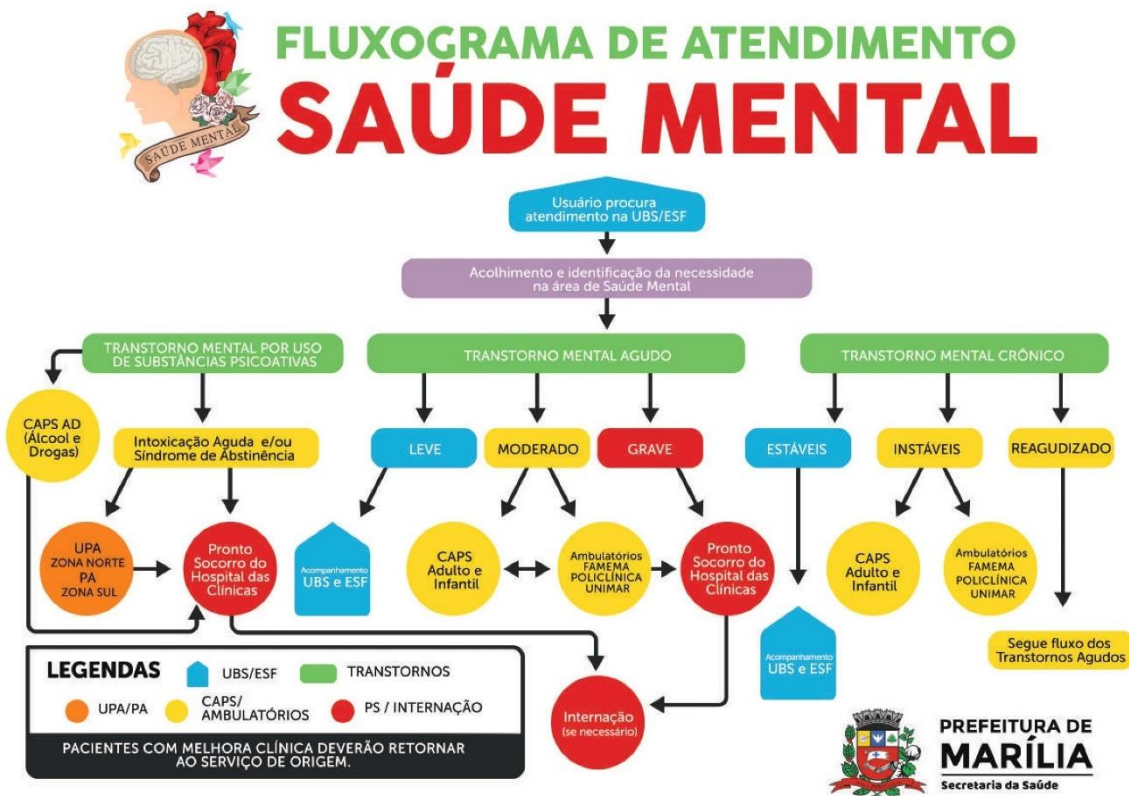 FLUXOGRAMA DE ATENDIMENTO
SAÚDE MENTAL
SAÚDE MENTAL
Usuário procura
atendimento na UBS/ESF
Acolhimento e identificação da necessidade
na área de Saúde Mental
TRANSTORNO MENTAL POR USO
DE SUBSTÂNCIAS PSICOATIVAS
TRANSTORNO MENTAL AGUDO
TRANSTORNO MENTAL CRÔNICO
CAPS AD
(Álcool e
Drogas)
Intoxicação Aguda e/ou
Síndrome de Abstinência
LEVE
MODERADO
GRAVE
ESTÁVEIS
INSTÁVEIS
REAGUDIZADO
UPA
ZONA NORTE
PA
ZONA SUL
Pronto
Socorro do
Hospital das
Clínicas
Acompanhamento
UBS e ESF
CAPS
Adulto e
Infantil
Ambulatórios
FAMEMA
POLICLÍNICA
UNIMAR
Pronto
Socorro do
Hospital das
Clínicas
Acompanhamento
UBS e ESF
CAPS
Adulto e
Infantil
Ambulatórios
FAMEMA
POLICLÍNICA
UNIMAR
Segue fluxo dos
Transtornos Agudos
Internação
(se necessário)
LEGENDAS
UBS/ESF
TRANSTORNOS
UPA/PA
CAPS/
AMBULATÓRIOS
PS / INTERNAÇÃO
PACIENTES COM MELHORA CLÍNICA DEVERÃO RETORNAR
AO SERVIÇO DE ORIGEM.
PREFEITURA DE
MARÍLIA
Secretaria da Saúde